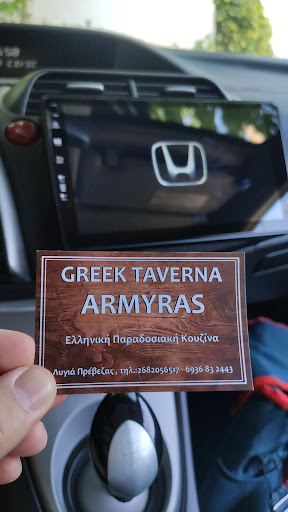 GREEK TAVERNA
ARMYRAS
Ελληνική Παραδοσιακή Κουζίνα
Λυγιά Πρέβεζας , τηλ.:2682056517 - 6936 83 2443